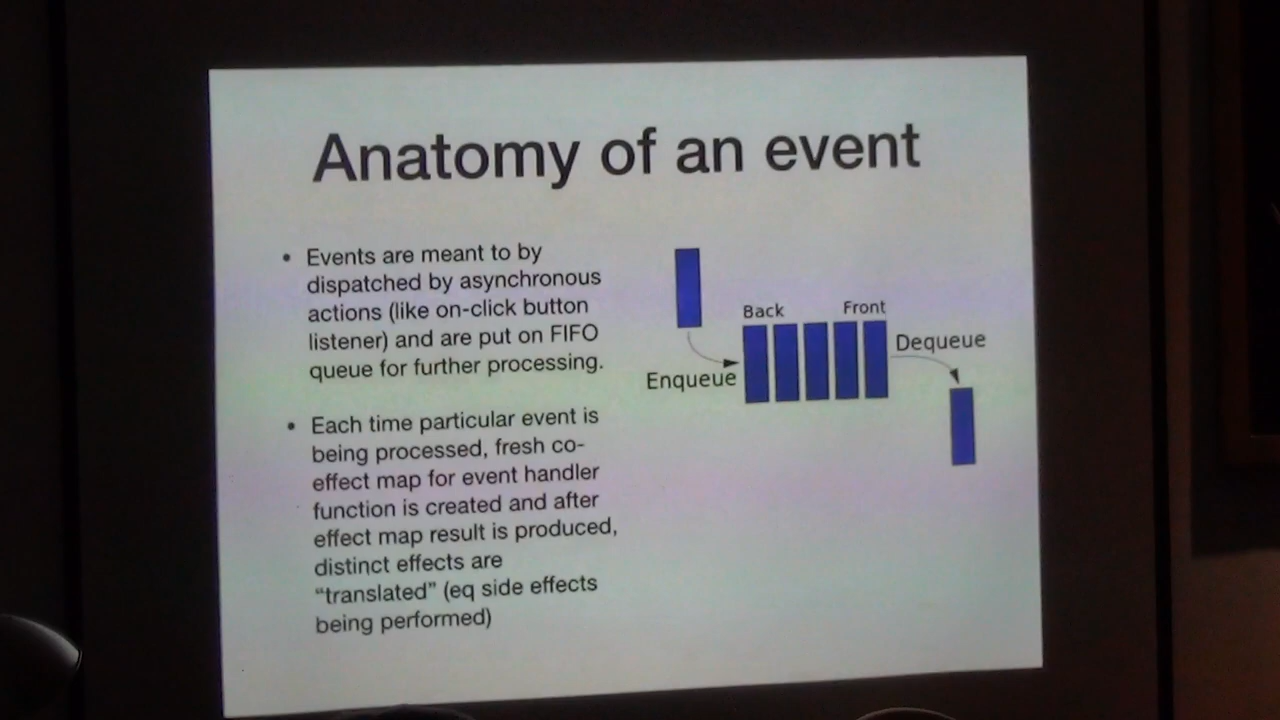 Anatomy of an event
• Events are meant to by
dispatched by asynchronous
actions (like on-click button
listener) and are put on FIFO
queue for further processing.
• Each time particular event is
being processed, fresh co-
effect map for event handler
function is created and after
effect map result is produced,
distinct effects are
“translated” (eq side effects
being performed)
Back
Front
Enqueue
Dequeue